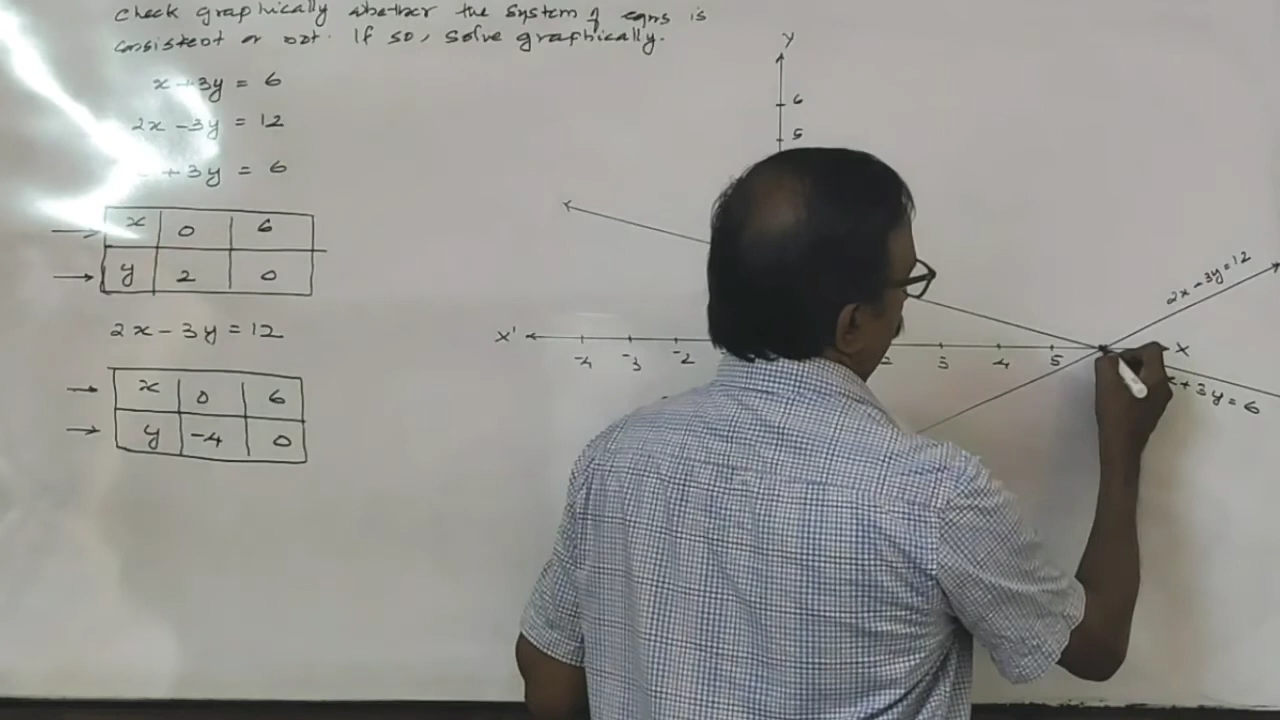 check graphically whether the system of eqns is
consistent or not. If so, solve graphically.
x + 3y = 6
2x - 3y = 12
+ 3y = 6
x 0 6
y 2 0
2x - 3y = 12
x 0 6
y -4 0
Y
6
5
X' -4 -3 -2 3 4 5 X
2x - 3y = 12
x + 3y = 6